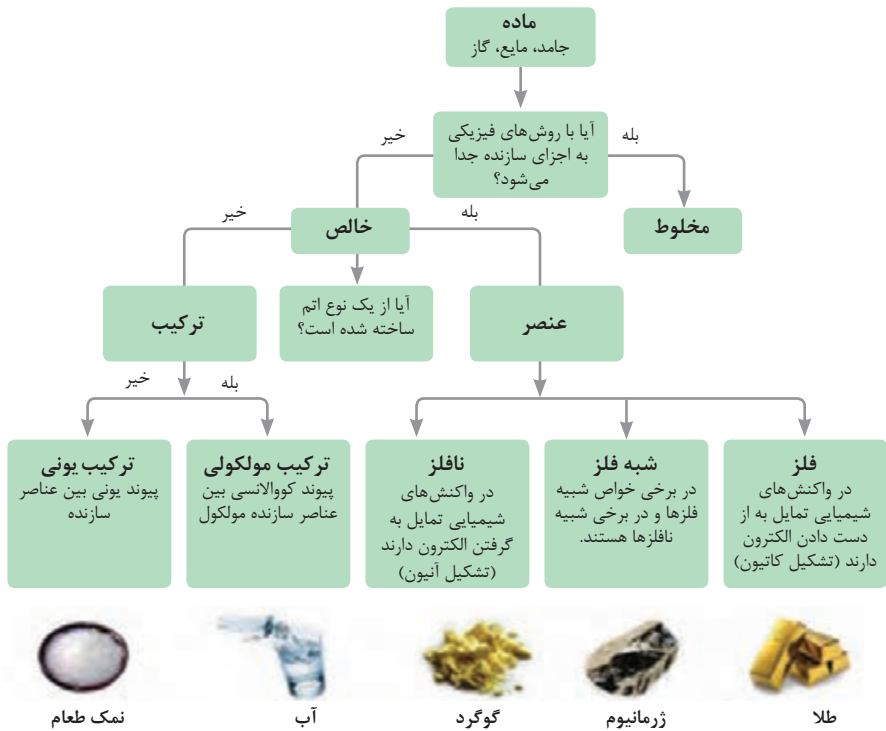 ماده
جامد، مایع، گاز
آیا با روش‌های فیزیکی
به اجزای سازنده جدا
می‌شود؟
بله
خیر
مخلوط
خالص
بله
خیر
عنصر
آیا از یک نوع اتم
ساخته شده است؟
ترکیب
بله
خیر
فلز
در واکنش‌های
شیمیایی تمایل به از
دست دادن الکترون
دارند (تشکیل کاتیون)
شبه فلز
در برخی خواص شبیه
فلزها و در برخی شبیه
نافلزها هستند.
نافلز
در واکنش‌های
شیمیایی تمایل به
گرفتن الکترون دارند
(تشکیل آنیون)
ترکیب مولکولی
پیوند کووالانسی بین
عناصر سازنده مولکول
ترکیب یونی
پیوند یونی بین عناصر
سازنده
طلا
ژرمانیوم
گوگرد
آب
نمک طعام